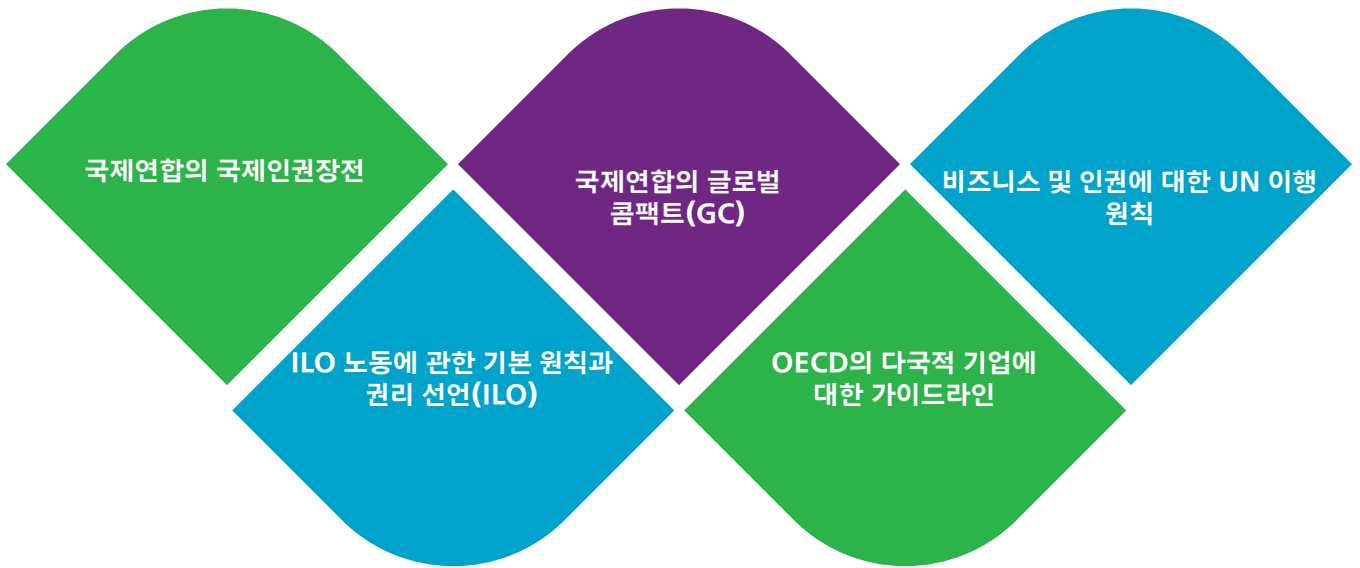 국제연합의 국제인권장전
국제연합의 글로벌
콤팩트(GC)
비즈니스 및 인권에 대한 UN 이행
원칙
ILO 노동에 관한 기본 원칙과
권리 선언(ILO)
OECD의 다국적 기업에
대한 가이드라인